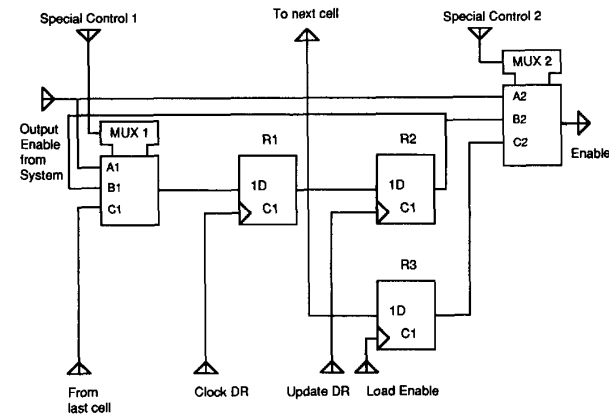 Special Control 1
To next cell
Special Control 2
MUX 2
A2
B2
C2
Enable
Output
Enable
from
System
MUX 1
A1
B1
C1
R1
1D
C1
R2
1D
C1
R3
1D
C1
From
last cell
Clock DR
Update DR
Load Enable